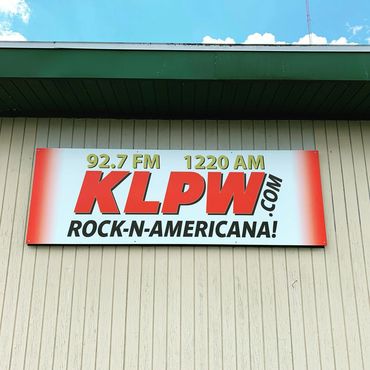 92.7 FM 1220 AM
KLPW.COM
ROCK-N-AMERICANA!